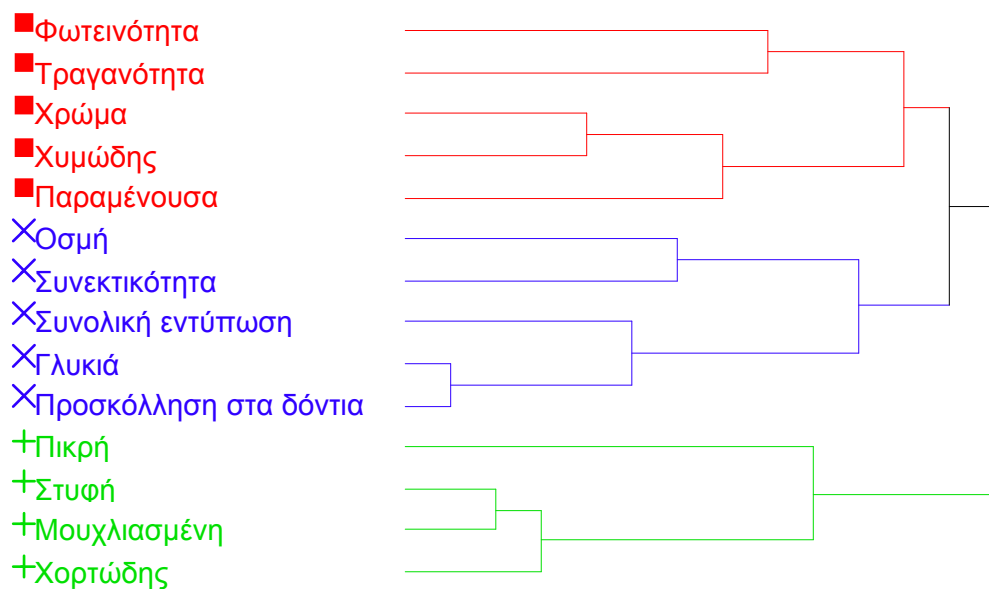 Φωτεινότητα
Τραγανότητα
Χρώμα
Χυμώδης
Παραμένουσα
Οσμή
Συνεκτικότητα
Συνολική εντύπωση
Γλυκιά
Προσκόλληση στα δόντια
Πικρή
Στυφή
Μουχλιασμένη
Χορτώδης